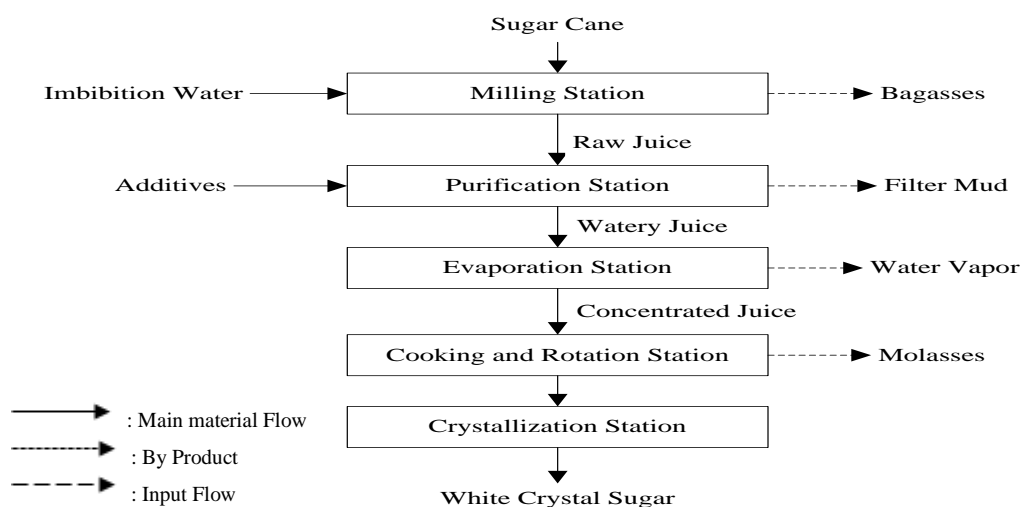 Sugar Cane
Imbibition Water
Milling Station
Bagasses
Raw Juice
Additives
Purification Station
Filter Mud
Watery Juice
Evaporation Station
Water Vapor
Concentrated Juice
Cooking and Rotation Station
Molasses
Crystallization Station
White Crystal Sugar
: Main material Flow
: By Product
: Input Flow